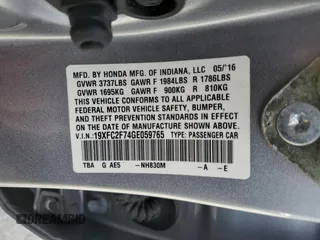 MFD. BY HONDA MFG. OF INDIANA, LLC 05/'16
GVWR 3737LBS GAWR F 1984LBS R 1786LBS
GVWR 1695KG GAWR F 900KG R 810KG
THIS VEHICLE CONFORMS TO ALL APPLICABLE
FEDERAL MOTOR VEHICLE SAFETY, BUMPER, AND
THEFT PREVENTION STANDARDS IN EFFECT ON THE
DATE OF MANUFACTURE SHOWN ABOVE.
V.I.N.:19XFC2F74GE059765 TYPE: PASSENGER CAR
TBA G AE5 -NH830M -A -E
IAAI/DREAMBID